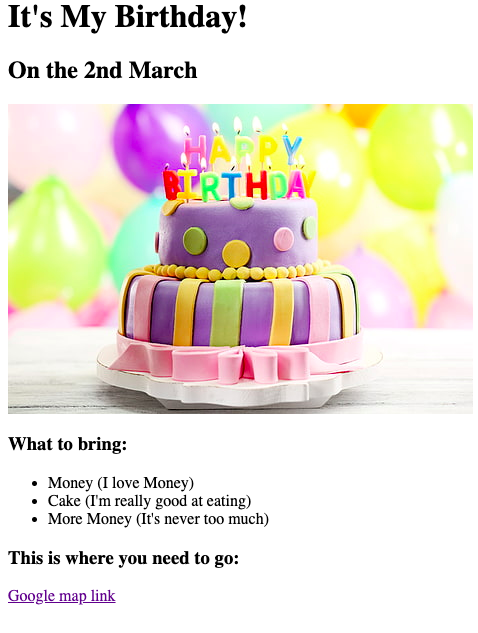 It's My Birthday!
On the 2nd March
HAPPY
BIRTHDAY
What to bring:
Money (I love Money)
Cake (I'm really good at eating)
More Money (It's never too much)
This is where you need to go:
Google map link